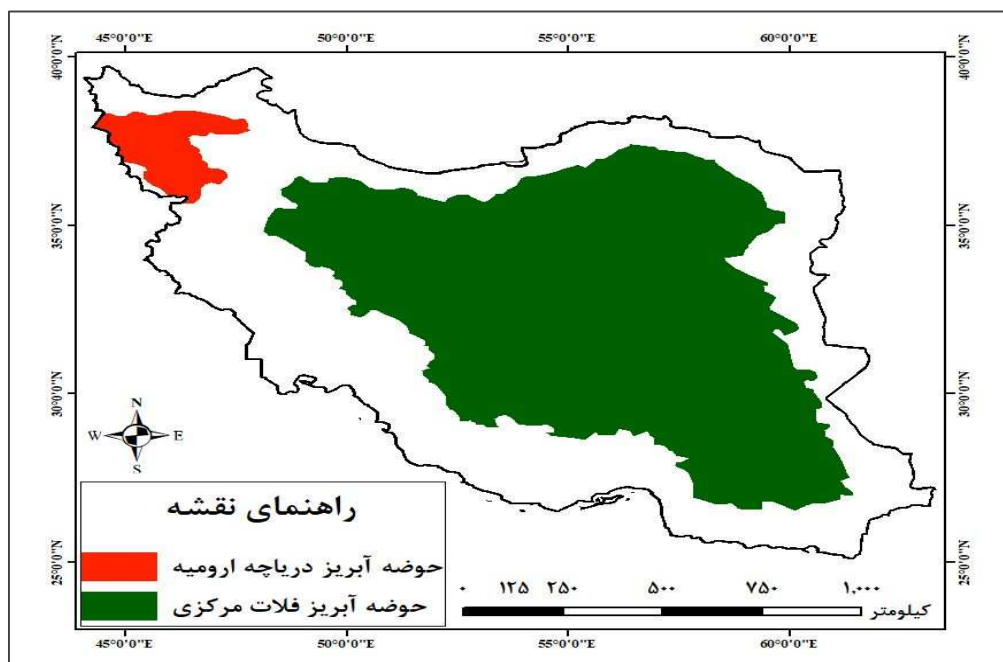 45°0'0"E 50°0'0"E 55°0'0"E 60°0'0"E
40°0'0"N 40°0'0"N
35°0'0"N 35°0'0"N
30°0'0"N 30°0'0"N
25°0'0"N 25°0'0"N
N
W E
S
راهنمای نقشه
حوضه آبریز دریاچه ارومیه
حوضه آبریز فلات مرکزی
۰ ۱۲۵ ۲۵۰ ۵۰۰ ۷۵۰ ۱,۰۰۰
کیلومتر
45°0'0"E 50°0'0"E 55°0'0"E 60°0'0"E